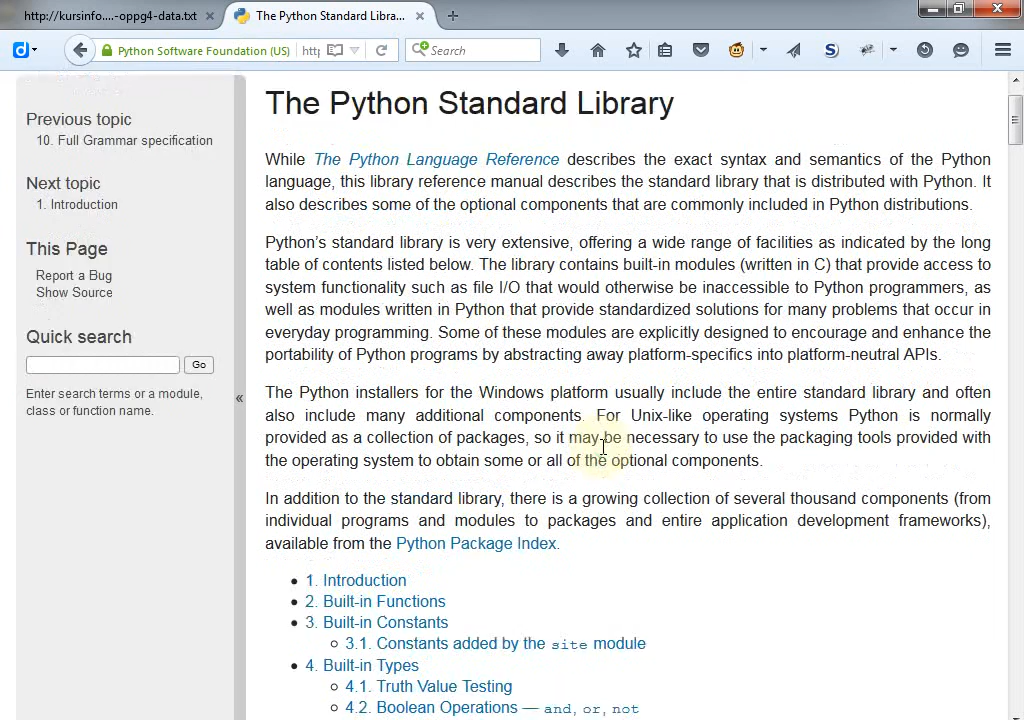 http://kursinfo....-oppg4-data.txt
The Python Standard Libra...
Python Software Foundation (US)
Search
Previous topic
10. Full Grammar specification
Next topic
1. Introduction
This Page
Report a Bug
Show Source
Quick search
Go
Enter search terms or a module,
class or function name.
«
The Python Standard Library
While The Python Language Reference describes the exact syntax and semantics of the Python
language, this library reference manual describes the standard library that is distributed with Python. It
also describes some of the optional components that are commonly included in Python distributions.
Python’s standard library is very extensive, offering a wide range of facilities as indicated by the long
table of contents listed below. The library contains built-in modules (written in C) that provide access to
system functionality such as file I/O that would otherwise be inaccessible to Python programmers, as
well as modules written in Python that provide standardized solutions for many problems that occur in
everyday programming. Some of these modules are explicitly designed to encourage and enhance the
portability of Python programs by abstracting away platform-specifics into platform-neutral APIs.
The Python installers for the Windows platform usually include the entire standard library and often
also include many additional components. For Unix-like operating systems Python is normally
provided as a collection of packages, so it may be necessary to use the packaging tools provided with
the operating system to obtain some or all of the optional components.
In addition to the standard library, there is a growing collection of several thousand components (from
individual programs and modules to packages and entire application development frameworks),
available from the Python Package Index.
1. Introduction
2. Built-in Functions
3. Built-in Constants
3.1. Constants added by the site module
4. Built-in Types
4.1. Truth Value Testing
4.2. Boolean Operations — and, or, not